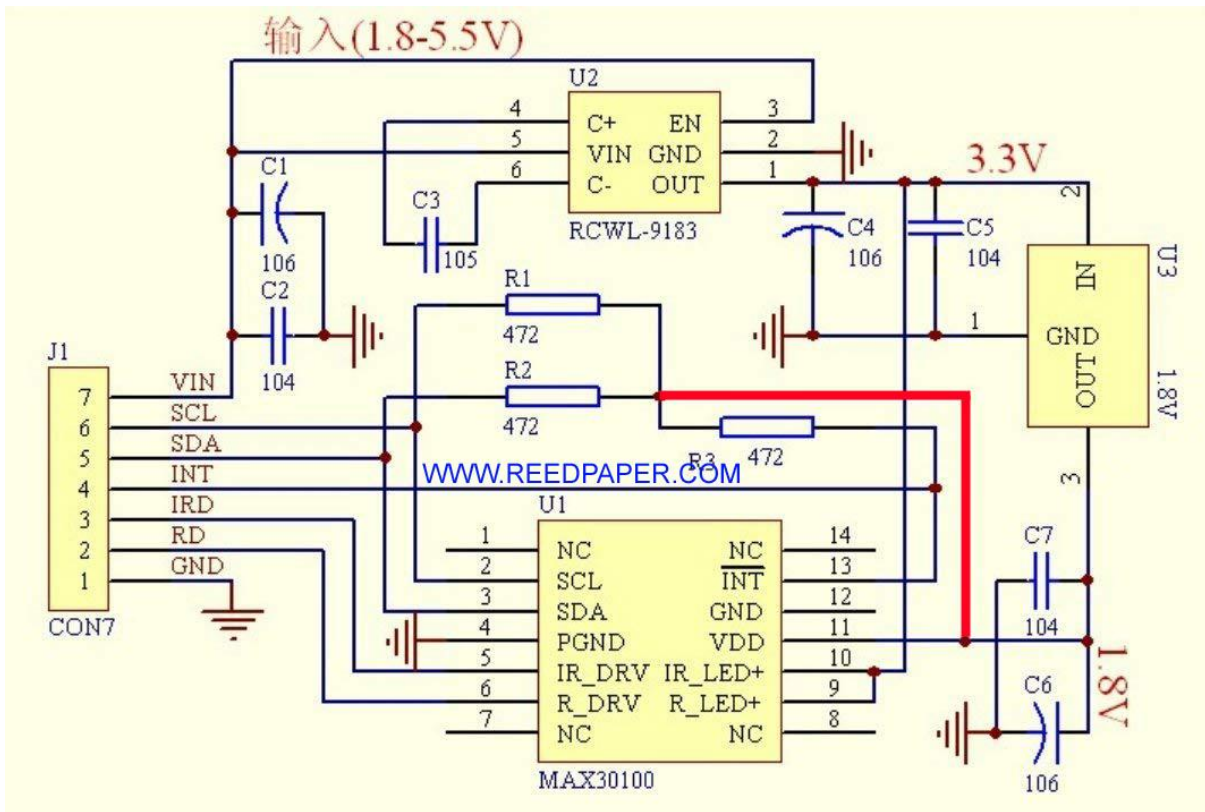 输入(1.8-5.5V)
U2
4 C+ EN 3
5 VIN GND 2
6 C- OUT 1
RCWL-9183
3.3V
C1
106
C2
104
C3
105
C4
106
C5
104
2
IN
1 GND
OUT
3
U3
1.8V
R1
472
R2
472
R3 472
J1
7 VIN
6 SCL
5 SDA
4 INT
3 IRD
2 RD
1 GND
CON7
WWW.REEDPAPER.COM
U1
1 NC NC 14
2 SCL INT 13
3 SDA GND 12
4 PGND VDD 11
5 IR_DRV IR_LED+ 10
6 R_DRV R_LED+ 9
7 NC NC 8
MAX30100
C7
104
1.8V
C6
106